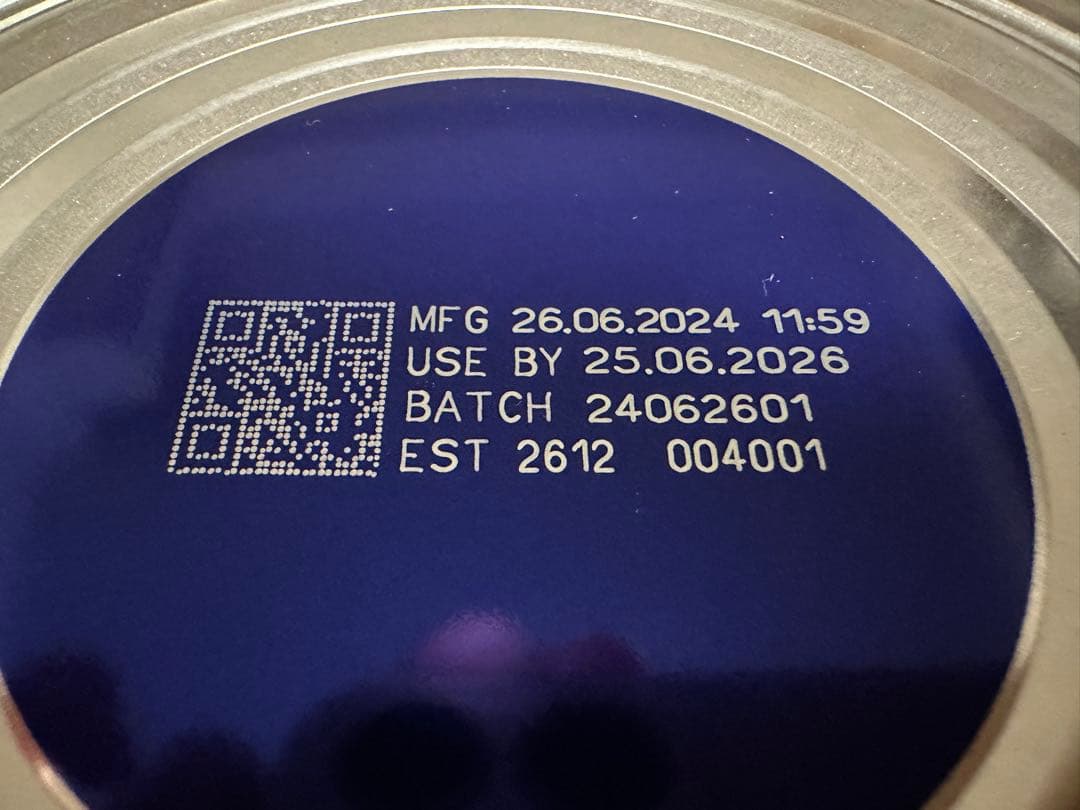 MFG 26.06.2024 11:59
USE BY 25.06.2026
BATCH 24062601
EST 2612 004001